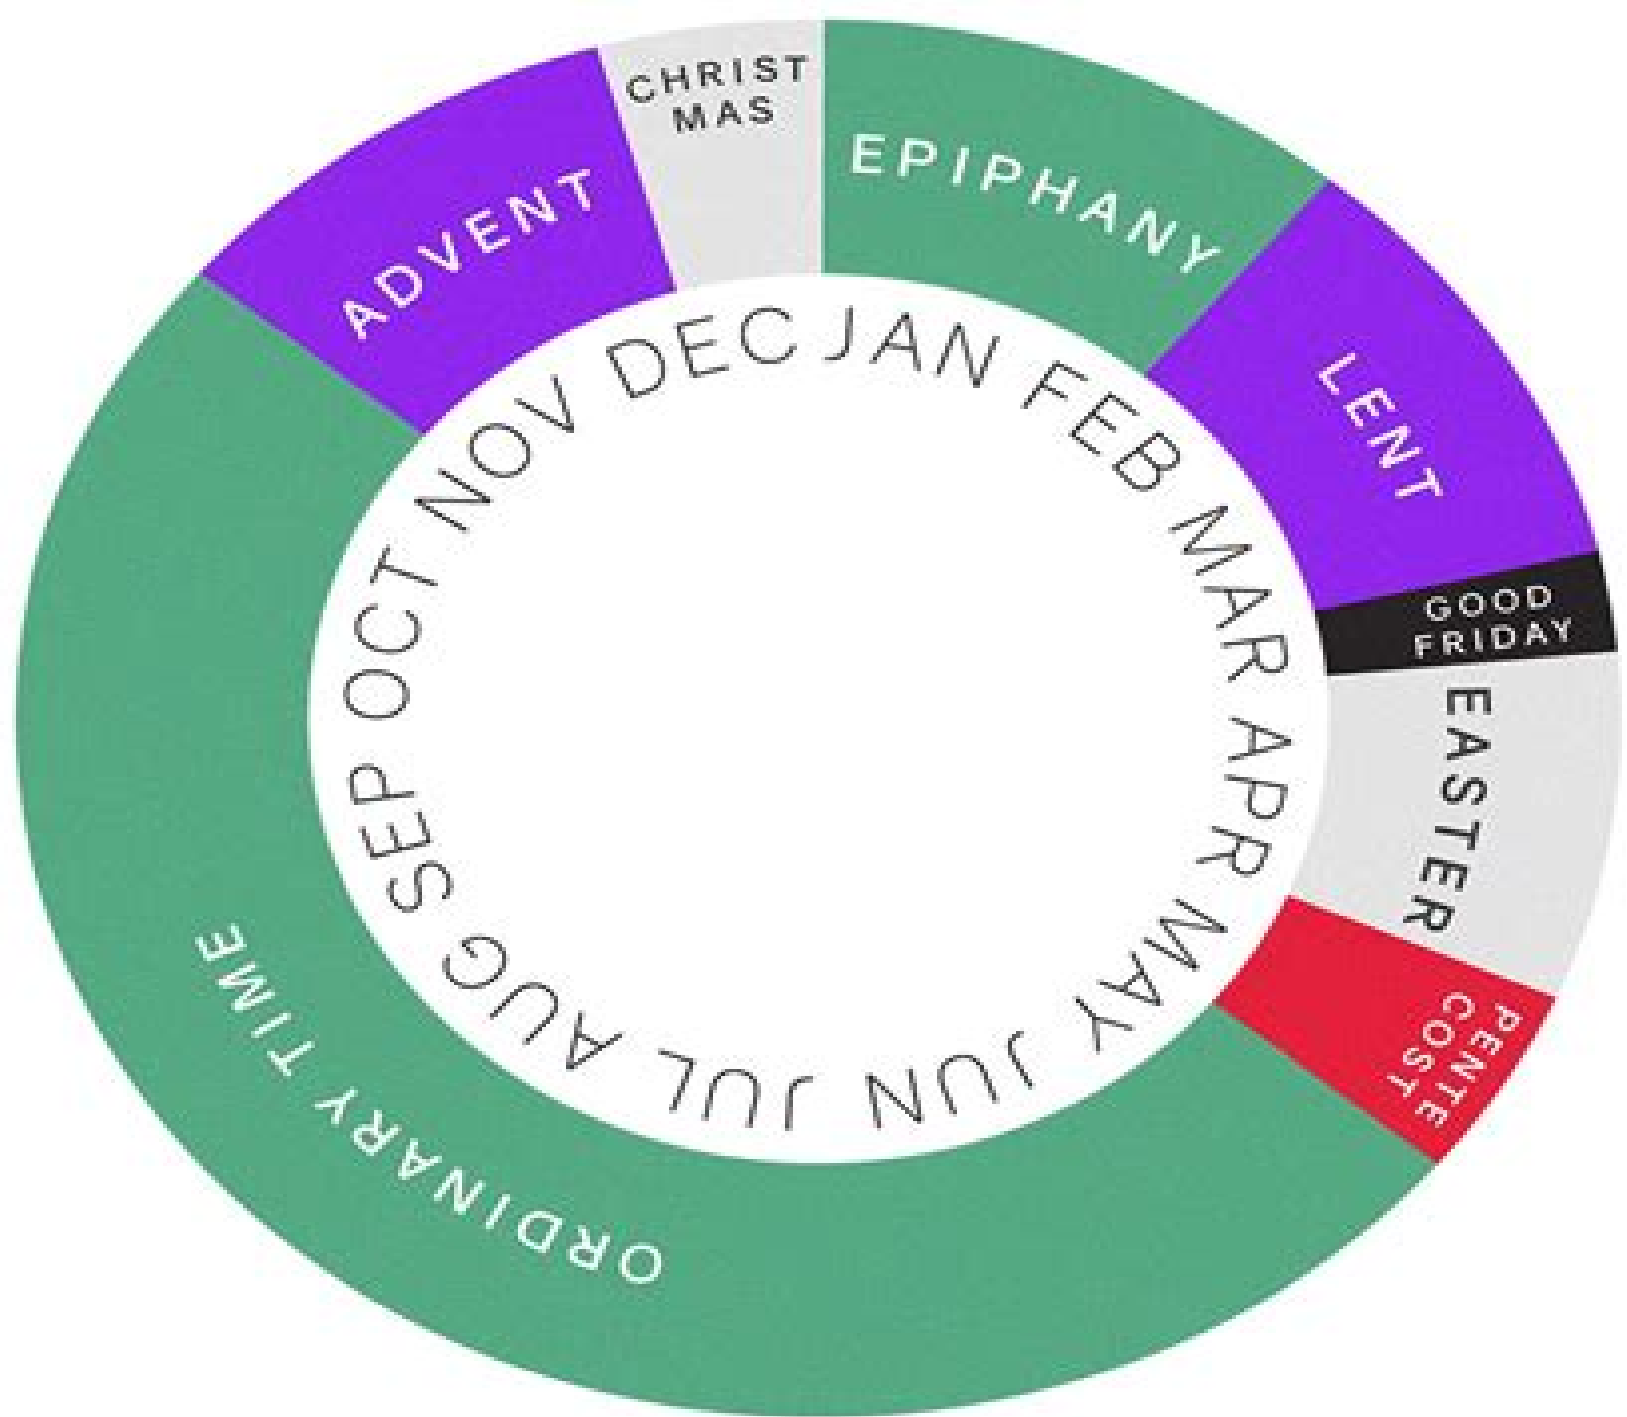 CHRIST
MAS
EPIPHANY
LENT
GOOD
FRIDAY
EASTER
PENTE
COST
ORDINARY TIME
ADVENT
JAN
FEB
MAR
APR
MAY
JUN
JUL
AUG
SEP
OCT
NOV
DEC